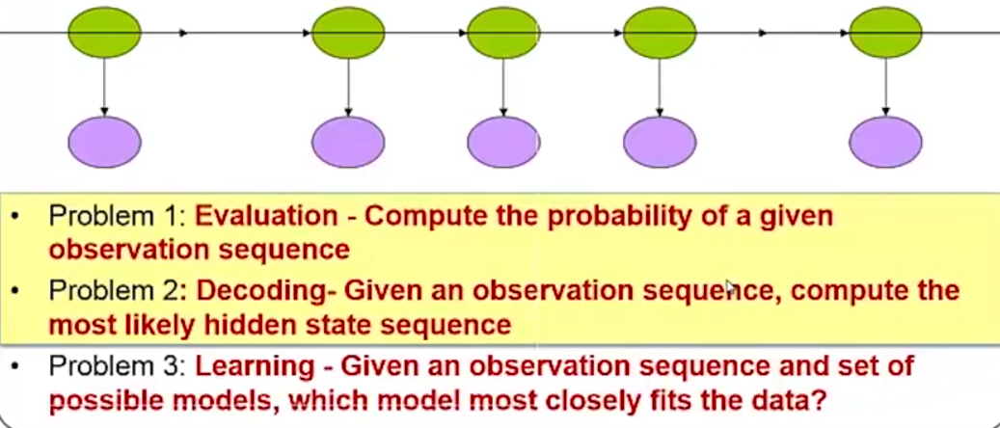 • Problem 1: Evaluation - Compute the probability of a given
observation sequence
• Problem 2: Decoding- Given an observation sequence, compute the
most likely hidden state sequence
• Problem 3: Learning - Given an observation sequence and set of
possible models, which model most closely fits the data?